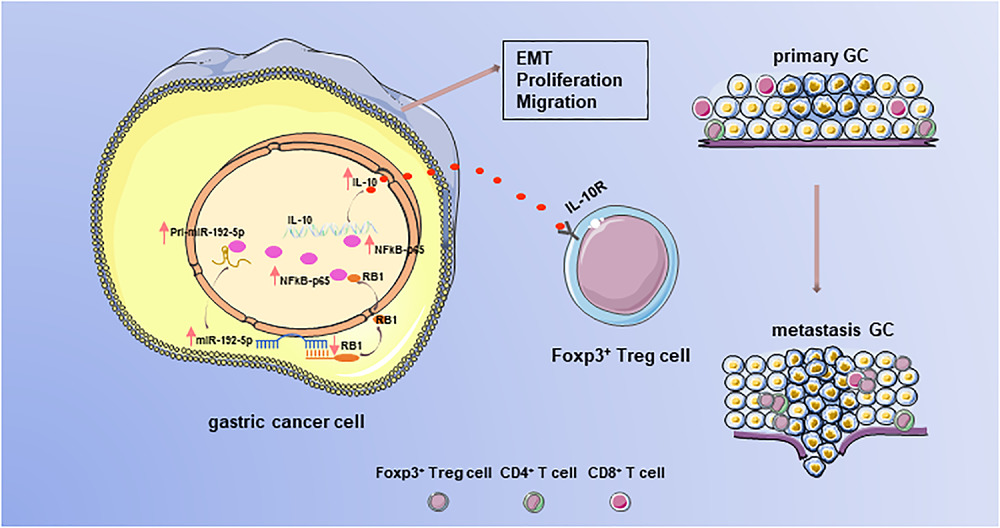 EMT
Proliferation
Migration
primary GC
IL-10
IL-10R
IL-10
Pri-miR-192-5p
NFkB-p65
NFkB-p65
RB1
RB1
miR-192-5p
RB1
Foxp3+ Treg cell
metastasis GC
gastric cancer cell
Foxp3+ Treg cell CD4+ T cell CD8+ T cell